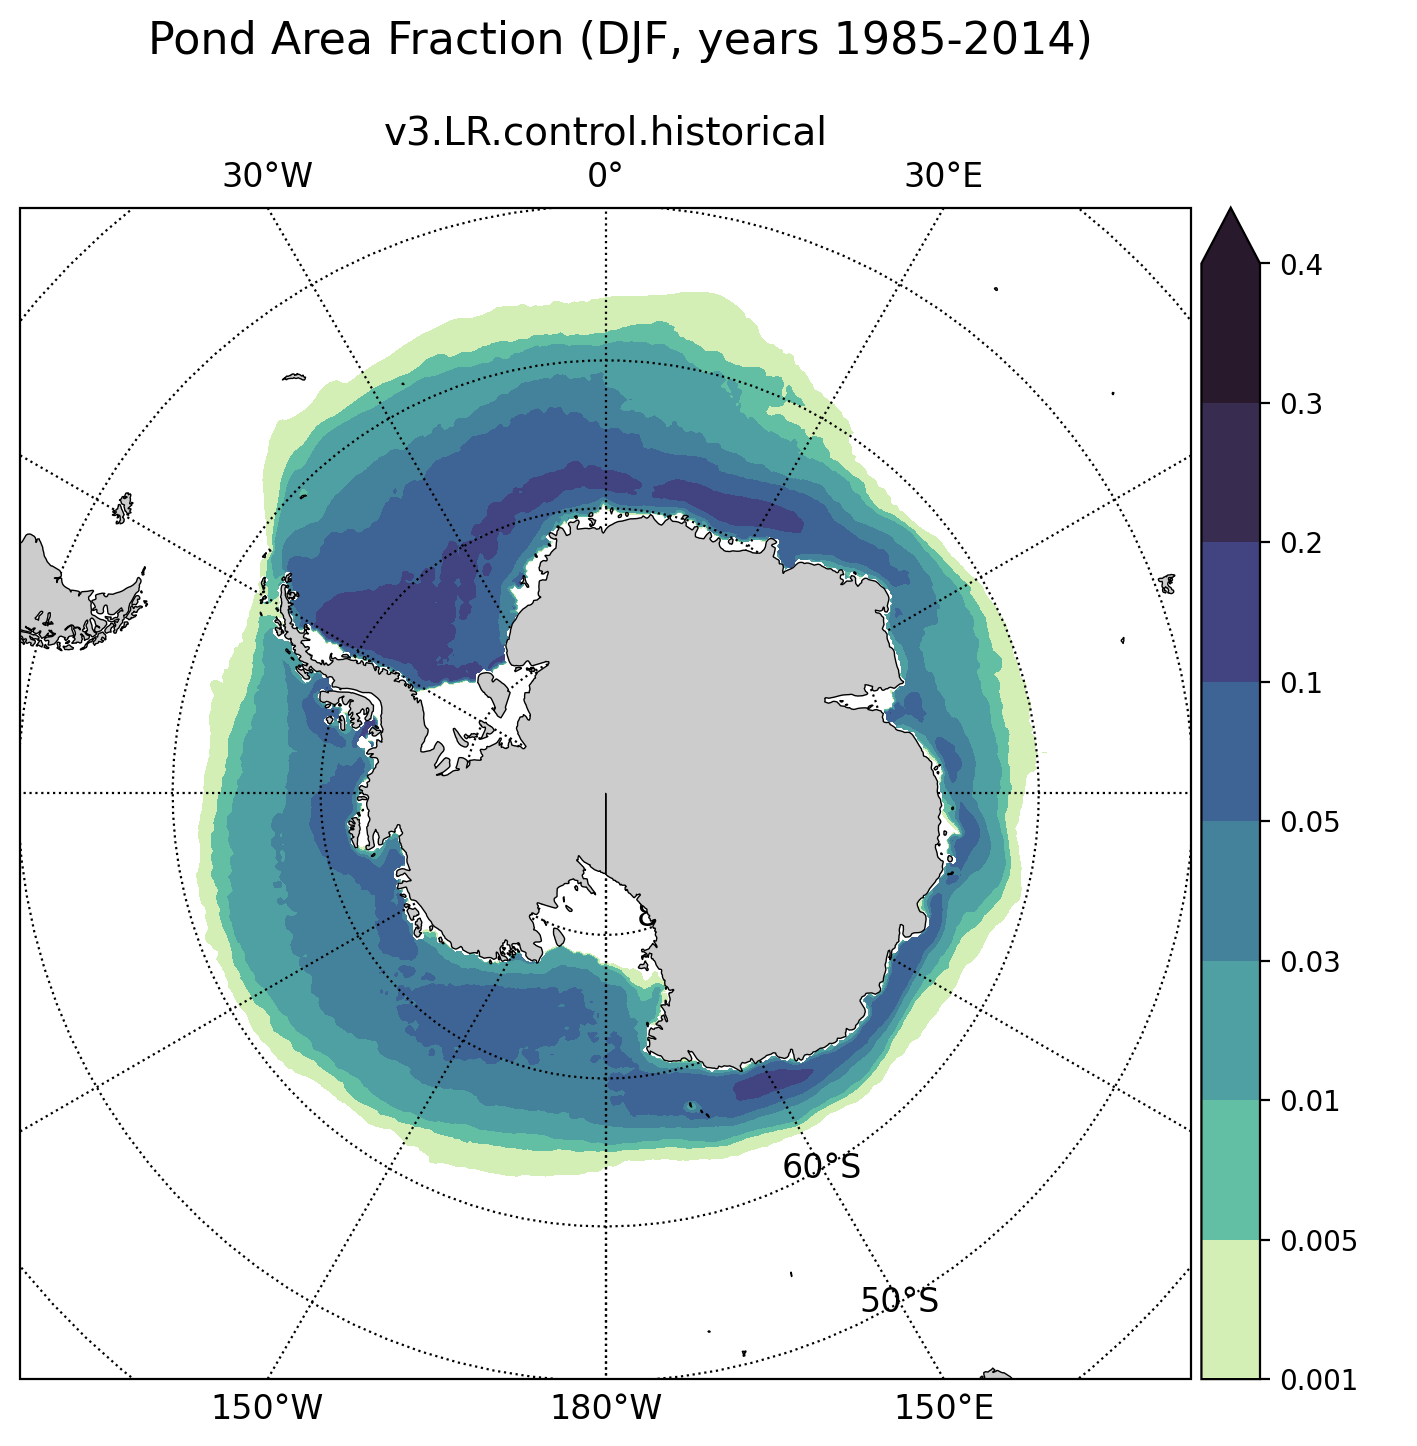 Pond Area Fraction (DJF, years 1985-2014)
v3.LR.control.historical
30°W 0° 30°E
0.4
0.3
0.2
0.1
0.05
0.03
0.01
0.005
0.001
60°S
50°S
150°W 180°W 150°E